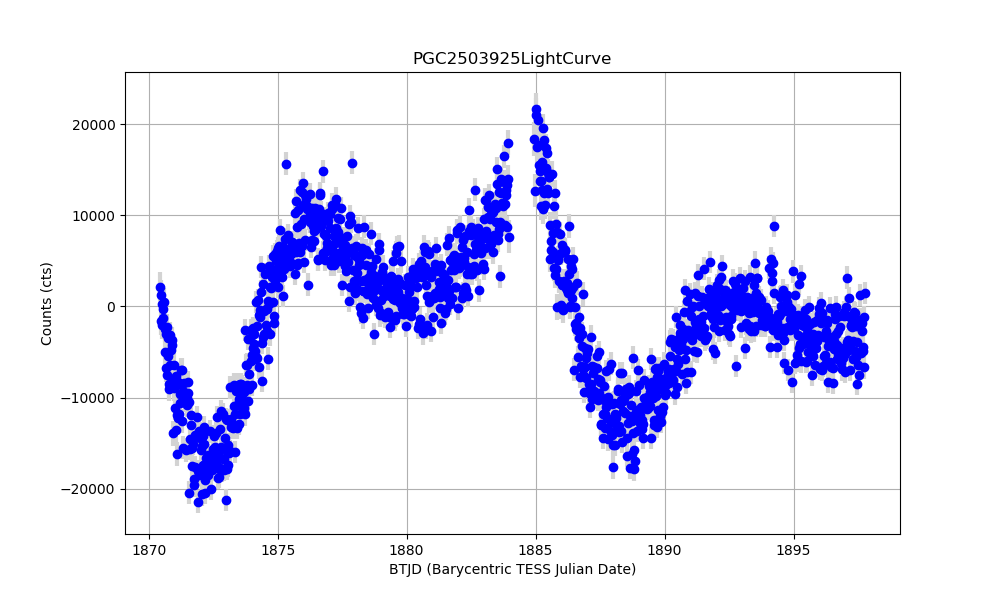 PGC2503925LightCurve
20000
10000
0
−10000
−20000
Counts (cts)
1870 1875 1880 1885 1890 1895
BTJD (Barycentric TESS Julian Date)